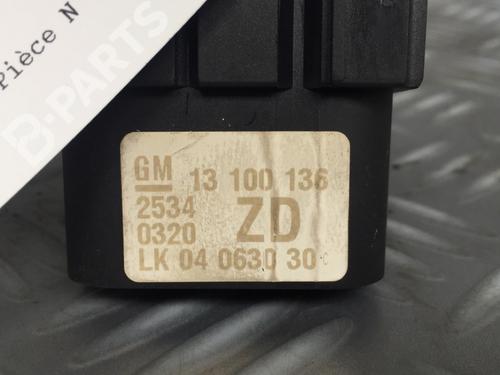 Pièce N
B-PARTS
GM 13 100 136
2534
0320 ZD
LK 04 0630 30